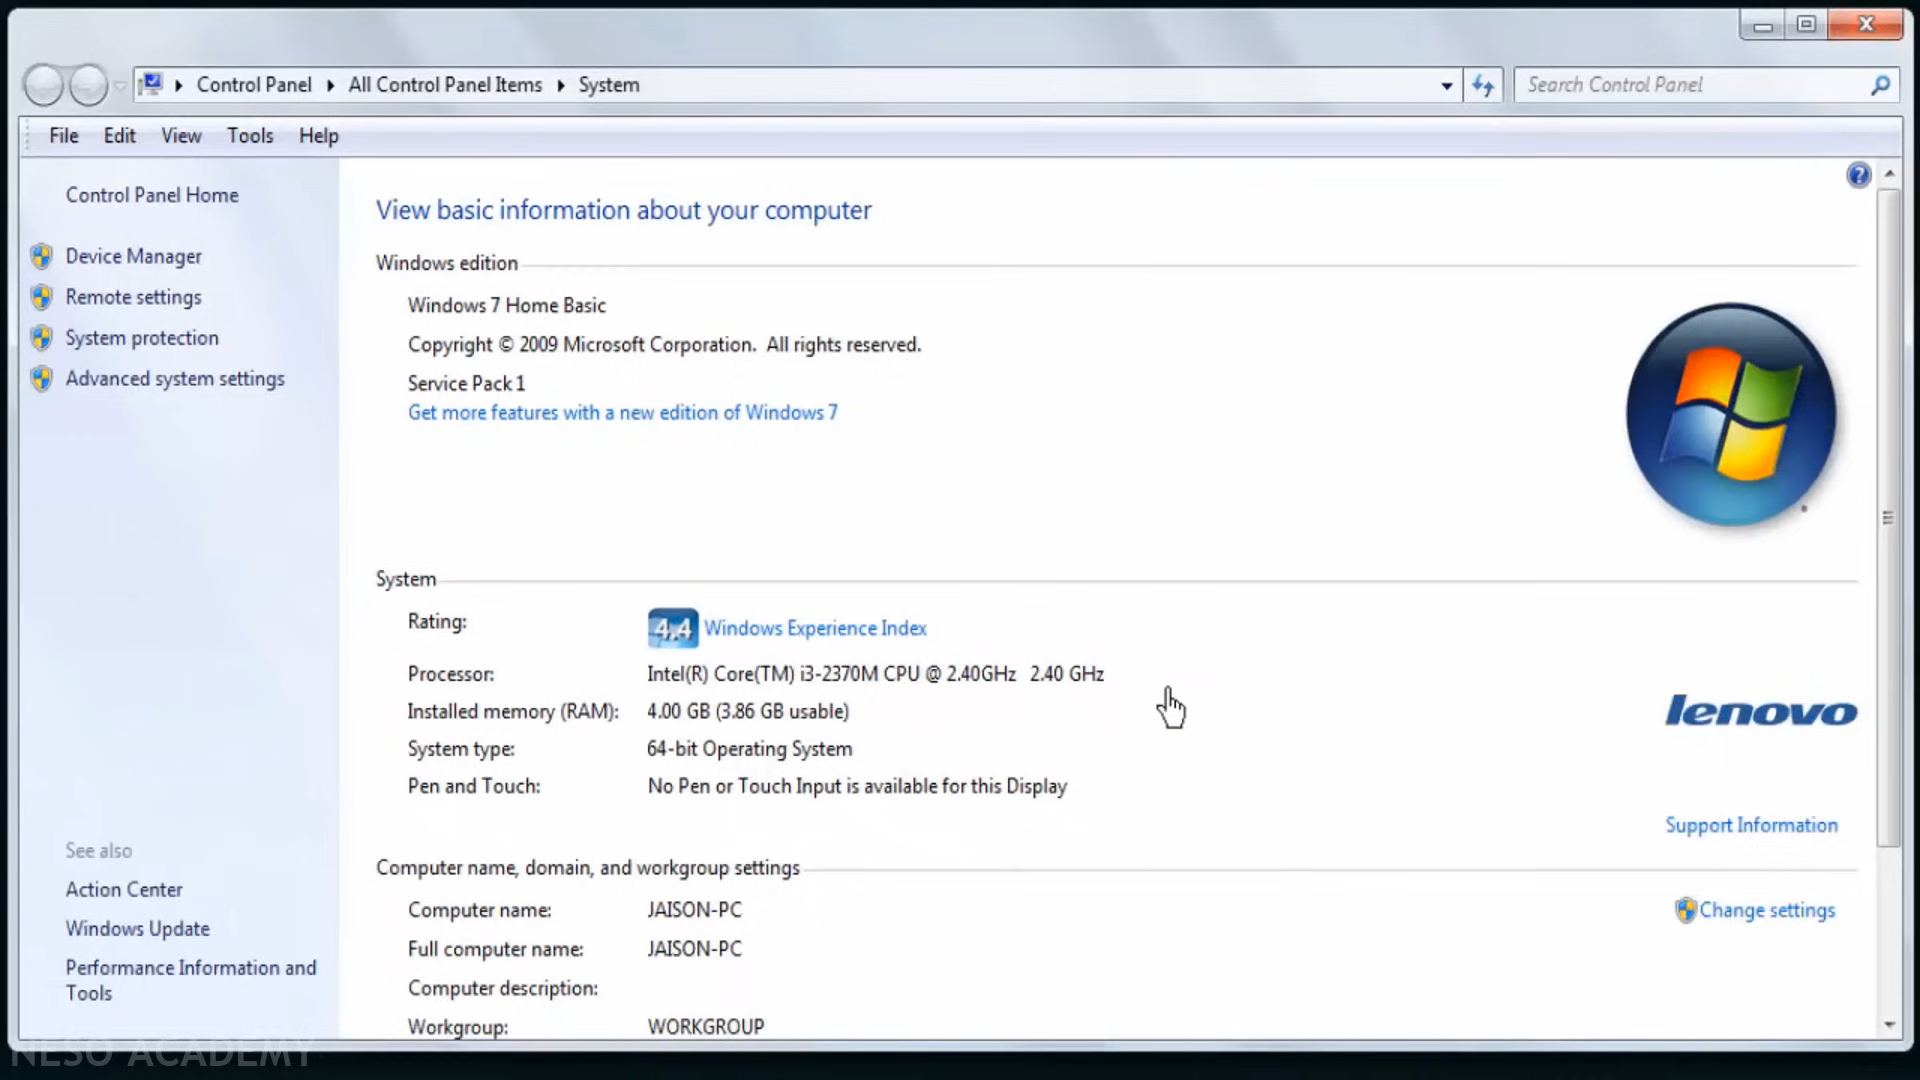 Control Panel All Control Panel Items System
Search Control Panel
File Edit View Tools Help
Control Panel Home
Device Manager
Remote settings
System protection
Advanced system settings
See also
Action Center
Windows Update
Performance Information and
Tools
View basic information about your computer
Windows edition
Windows 7 Home Basic
Copyright © 2009 Microsoft Corporation. All rights reserved.
Service Pack 1
Get more features with a new edition of Windows 7
System
Rating: 4.4 Windows Experience Index
Processor: Intel(R) Core(TM) i3-2370M CPU @ 2.40GHz 2.40 GHz
Installed memory (RAM): 4.00 GB (3.86 GB usable)
System type: 64-bit Operating System
Pen and Touch: No Pen or Touch Input is available for this Display
lenovo
Support Information
Computer name, domain, and workgroup settings
Computer name: JAISON-PC
Change settings
Full computer name: JAISON-PC
Computer description:
Workgroup: WORKGROUP
NESO ACADEMY